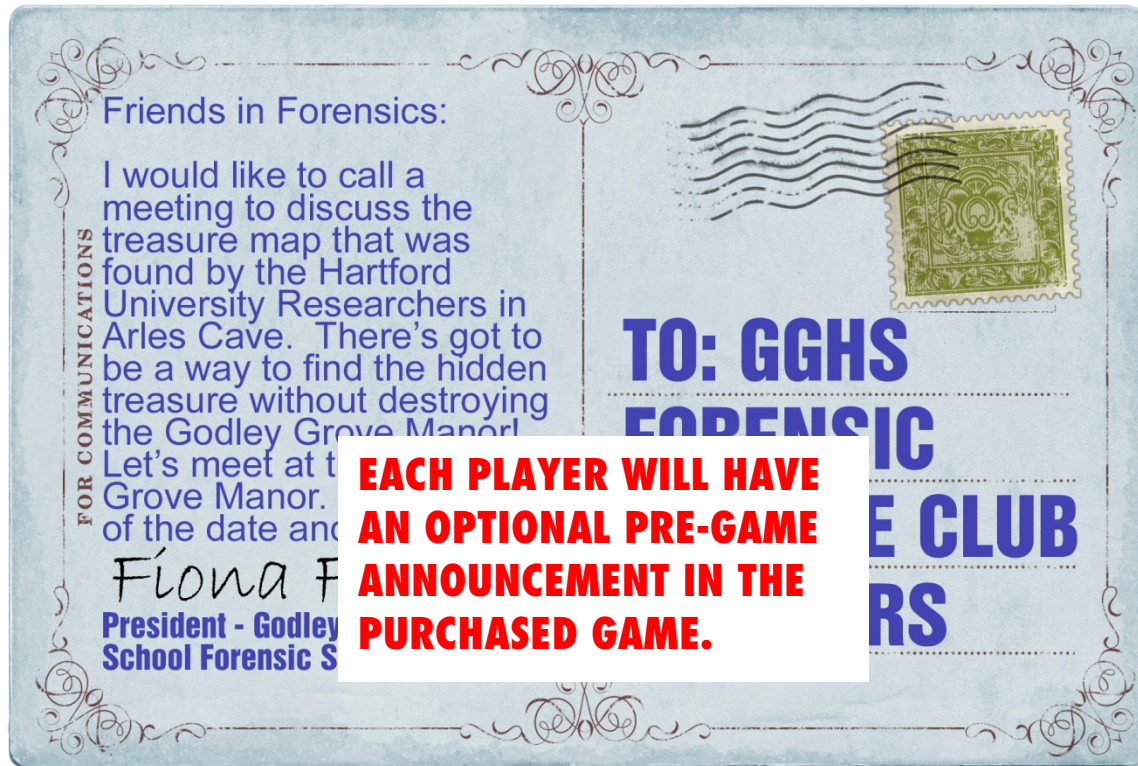 Friends in Forensics:
I would like to call a
meeting to discuss the
treasure map that was
found by the Hartford
University Researchers in
Arles Cave.  There's got to
be a way to find the hidden
treasure without destroying
the Godley Grove Manor!
Let's meet at
Grove Manor.
of the date and
Fiona
President - Godley
School Forensic
FOR COMMUNICATIONS
TO: GGHS
FORENSIC
CLUB
EACH PLAYER WILL HAVE
AN OPTIONAL PRE-GAME
ANNOUNCEMENT IN THE
PURCHASED GAME.